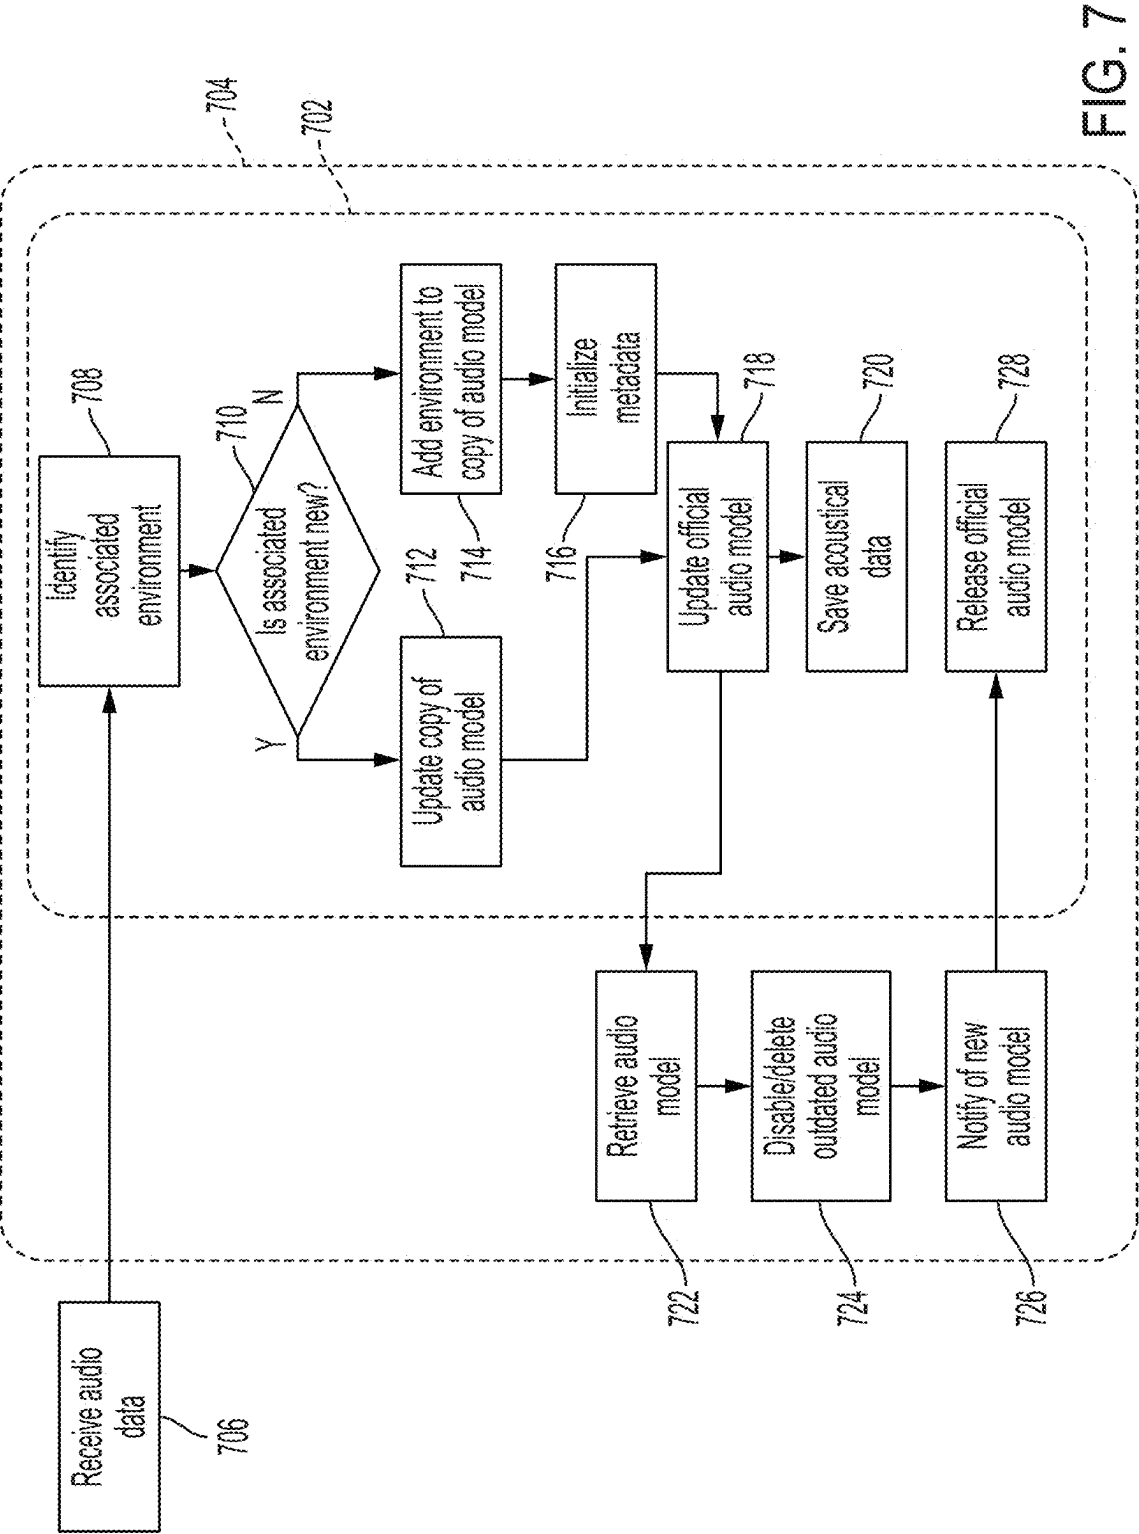 Receive audio
data
706
Identify
associated
environment
708
Is associated
environment new?
710
Y
N
Update copy of
audio model
712
Add environment to
copy of audio model
714
Initialize
metadata
716
Update official
audio model
718
Save acoustical
data
720
Retrieve audio
model
722
Disable/delete
outdated audio
model
724
Notify of new
audio model
726
Release official
audio model
728
702
704
FIG. 7